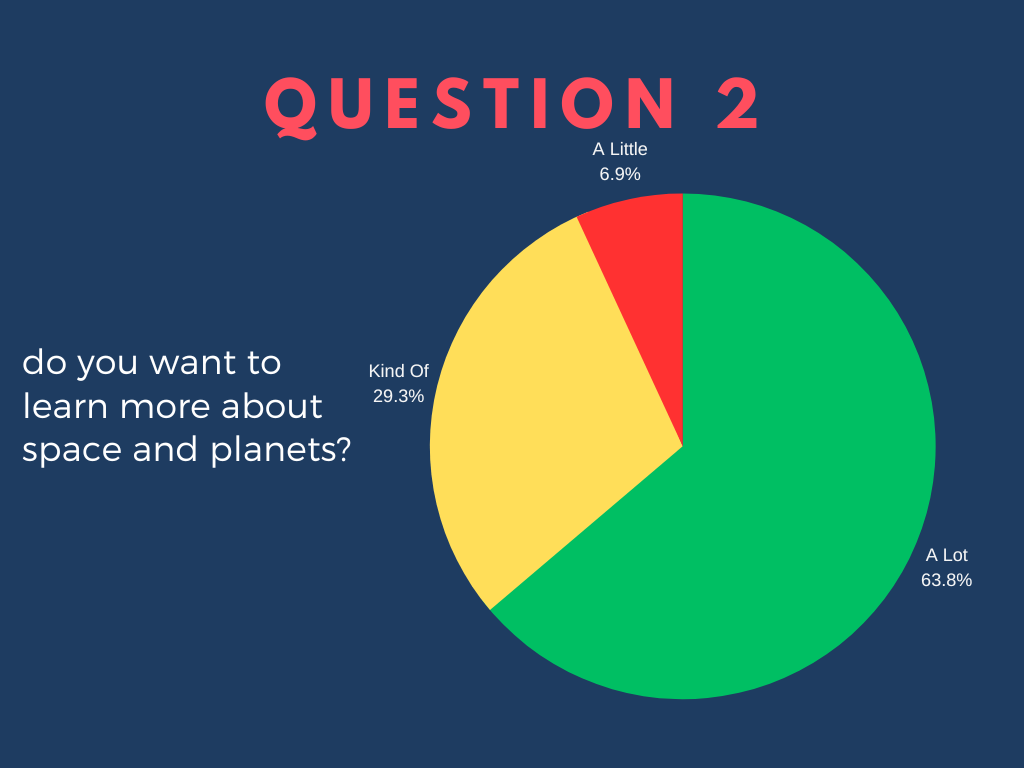 QUESTION 2
A Little
6.9%
do you want to
learn more about
space and planets?
Kind Of
29.3%
A Lot
63.8%